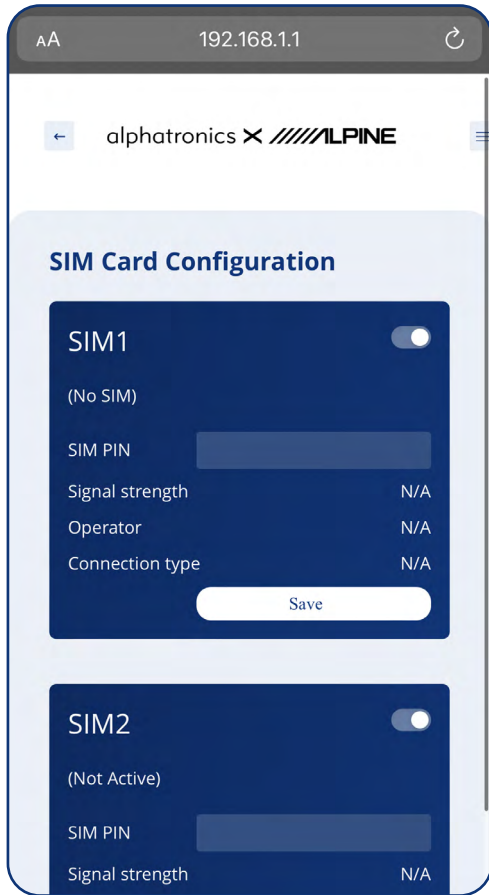 AA 192.168.1.1
alphatronics X ALPINE
SIM Card Configuration
SIM1
(No SIM)
SIM PIN
Signal strength N/A
Operator N/A
Connection type N/A
Save
SIM2
(Not Active)
SIM PIN
Signal strength N/A